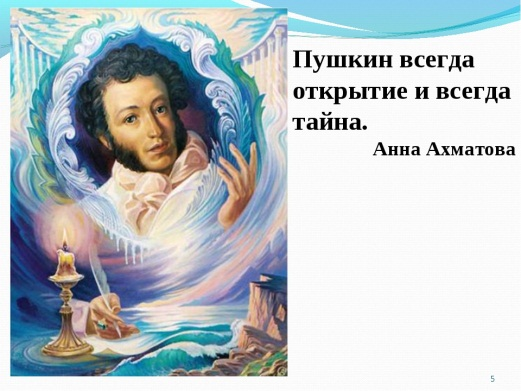 Пушкин всегда
открытие и всегда
тайна.
Анна Ахматова
5